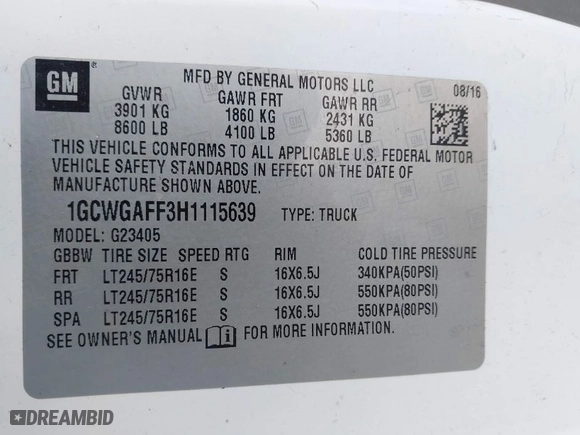 GM
MFD BY GENERAL MOTORS LLC
08/16
GVWR GAWR FRT GAWR RR
3901 KG 1860 KG 2431 KG
8600 LB 4100 LB 5360 LB
THIS VEHICLE CONFORMS TO ALL APPLICABLE U.S. FEDERAL MOTOR
VEHICLE SAFETY STANDARDS IN EFFECT ON THE DATE OF
MANUFACTURE SHOWN ABOVE.
1GCWGAFF3H1115639 TYPE: TRUCK
MODEL: G23405
GBBW TIRE SIZE SPEED RTG RIM COLD TIRE PRESSURE
FRT LT245/75R16E S 16X6.5J 340KPA(50PSI)
RR LT245/75R16E S 16X6.5J 550KPA(80PSI)
SPA LT245/75R16E S 16X6.5J 550KPA(80PSI)
SEE OWNER'S MANUAL FOR MORE INFORMATION.
DREAMBID